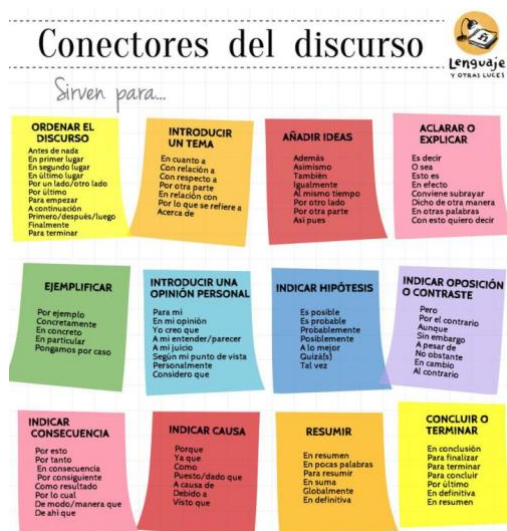 Conectores del discurso
Lenguaje
Y OTRAS LUCES
Sirven para...
ORDENAR EL
DISCURSO
Antes de nada
En primer lugar
En segundo lugar
En último lugar
Por un lado/otro lado
Por último
Para empezar
A continuación
Primero/después/luego
Finalmente
Para terminar
INTRODUCIR
UN TEMA
En cuanto a
Con relación a
Con respecto a
Por otra parte
En relación con
Por lo que se refiere a
Acerca de
AÑADIR IDEAS
Además
Asimismo
También
Igualmente
Al mismo tiempo
Por otro lado
Por otra parte
Así pues
ACLARAR O
EXPLICAR
Es decir
O sea
Esto es
En efecto
Conviene subrayar
Dicho de otra manera
En otras palabras
Con esto quiero decir
EJEMPLIFICAR
Por ejemplo
Concretamente
En concreto
En particular
Pongamos por caso
INTRODUCIR UNA
OPINIÓN PERSONAL
Para mi
En mi opinión
Yo creo que
A mi entender/parecer
A mi juicio
Según mi punto de vista
Personalmente
Considero que
INDICAR HIPÓTESIS
Es posible
Es probable
Probablemente
Posiblemente
A lo mejor
Quizá(s)
Tal vez
INDICAR OPOSICIÓN
O CONTRASTE
Pero
Por el contrario
Aunque
Sin embargo
A pesar de
No obstante
En cambio
Al contrario
INDICAR
CONSECUENCIA
Por esto
Por tanto
En consecuencia
Por consiguiente
Como resultado
Por lo cual
De modo/manera que
De ahí que
INDICAR CAUSA
Porque
Ya que
Como
Puesto/dado que
A causa de
Debido a
Visto que
RESUMIR
En resumen
En pocas palabras
Para resumir
En suma
Globalmente
En definitiva
CONCLUIR O
TERMINAR
En conclusión
Para finalizar
Para terminar
Para concluir
Por último
En definitiva
En resumen